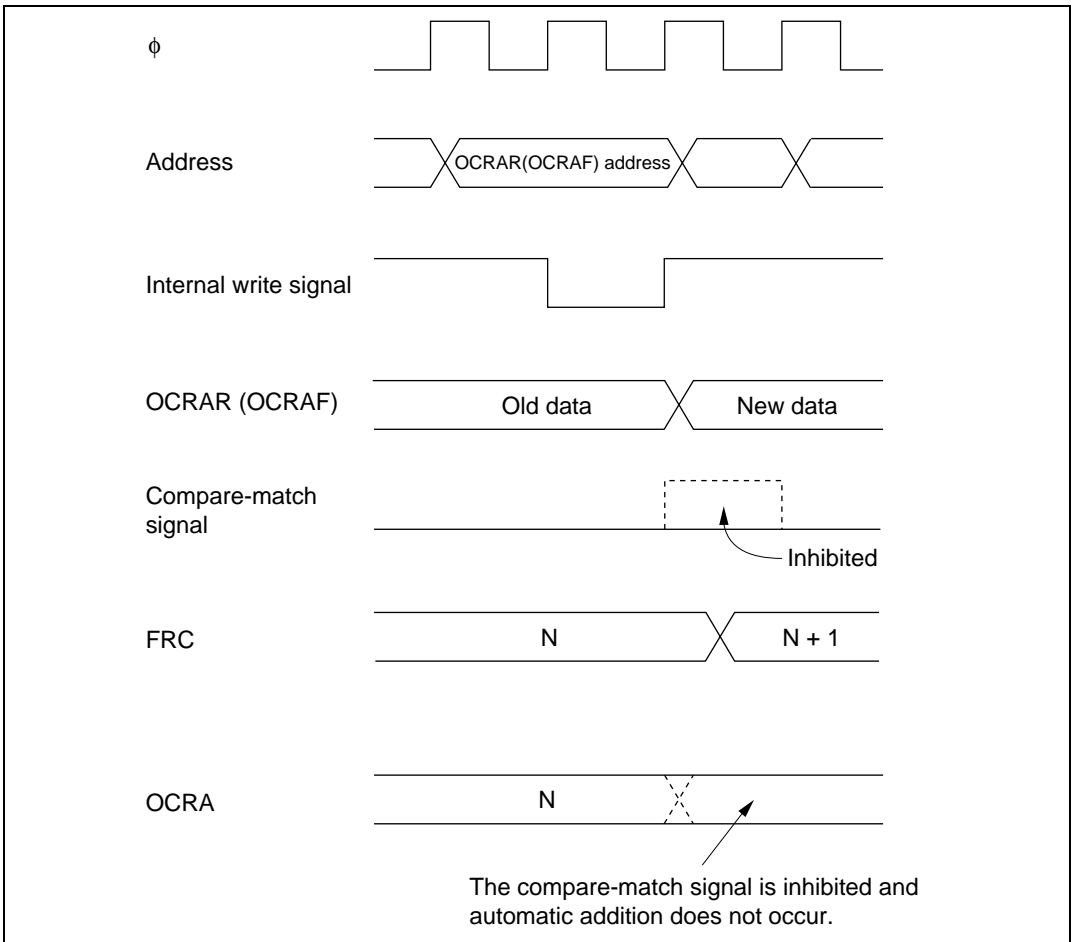 ϕ
Address
OCRAR(OCRAF) address
Internal write signal
OCRAR (OCRAF)
Old data
New data
Compare-match
signal
Inhibited
FRC
N
N + 1
OCRA
N
The compare-match signal is inhibited and
automatic addition does not occur.